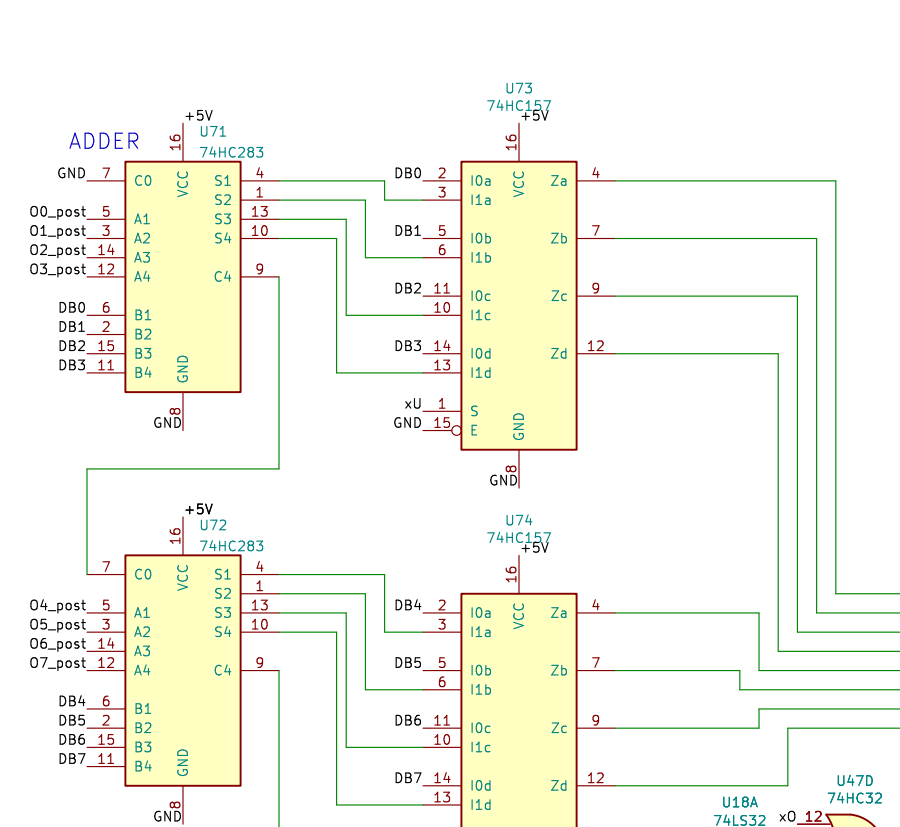 ADDER
+5V
U71
74HC283
16
VCC
GND 7 C0
O0_post 5 A1
O1_post 3 A2
O2_post 14 A3
O3_post 12 A4
DB0 6 B1
DB1 2 B2
DB2 15 B3
DB3 11 B4
S1 4
S2 1
S3 13
S4 10
C4 9
GND
8
GND
U73
74HC157
+5V
16
VCC
DB0 2 I0a
3 I1a
DB1 5 I0b
6 I1b
DB2 11 I0c
10 I1c
DB3 14 I0d
13 I1d
xU 1 S
GND 15 E
Za 4
Zb 7
Zc 9
Zd 12
GND
8
GND
+5V
U72
74HC283
16
VCC
7 C0
O4_post 5 A1
O5_post 3 A2
O6_post 14 A3
O7_post 12 A4
DB4 6 B1
DB5 2 B2
DB6 15 B3
DB7 11 B4
S1 4
S2 1
S3 13
S4 10
C4 9
GND
8
GND
U74
74HC157
+5V
16
VCC
DB4 2 I0a
3 I1a
DB5 5 I0b
6 I1b
DB6 11 I0c
10 I1c
DB7 14 I0d
13 I1d
Za 4
Zb 7
Zc 9
Zd 12
U47D
74HC32
U18A
74LS32
xO 12